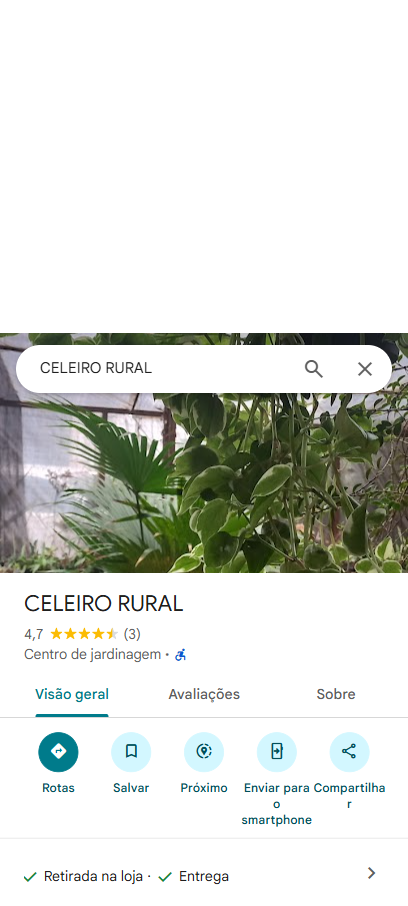 CELEIRO RURAL
CELEIRO RURAL
4,7 (3)
Centro de jardinagem ·
Visão geral Avaliações Sobre
Rotas Salvar Próximo Enviar para o smartphone Compartilhar
Retirada na loja · Entrega